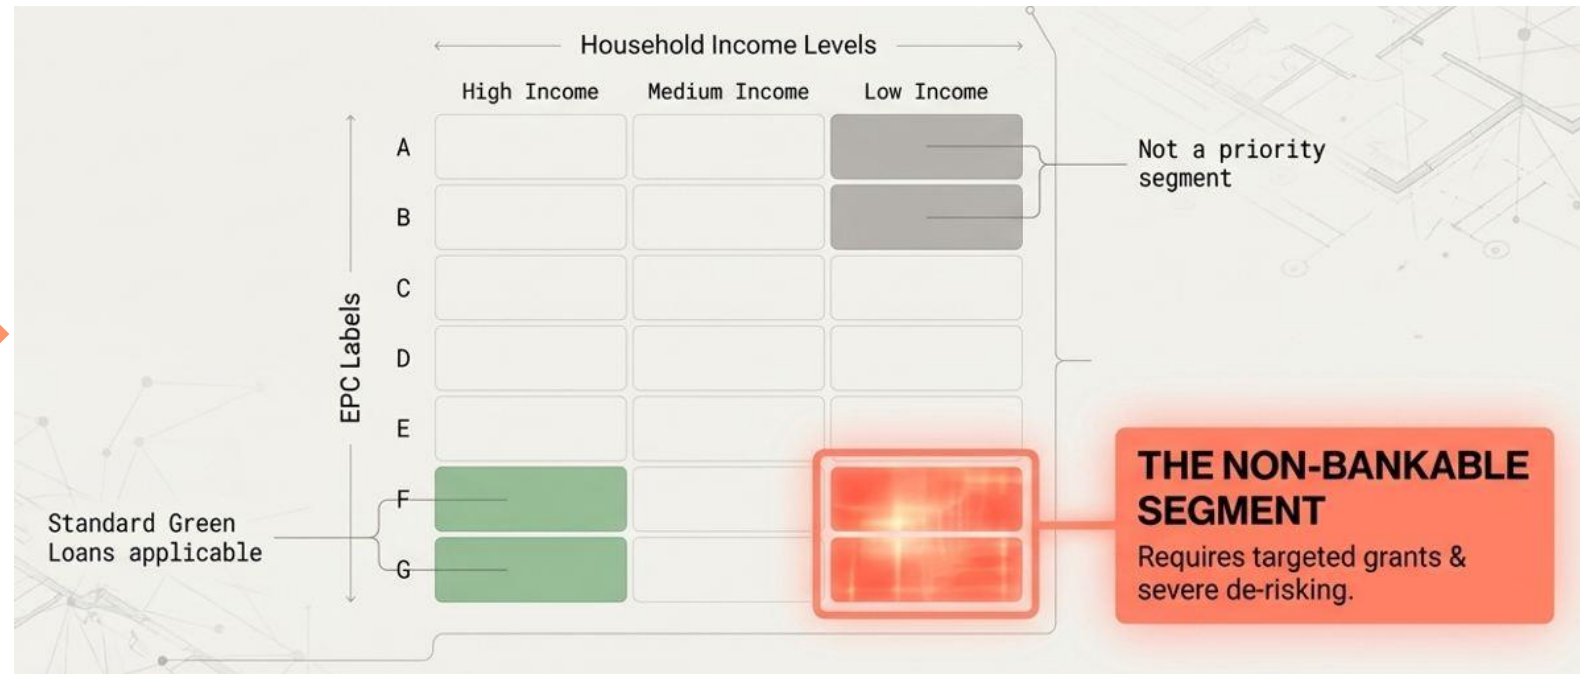 Household Income Levels
High Income Medium Income Low Income
EPC Labels
A
B
C
D
E
F
G
Not a priority
segment
Standard Green
Loans applicable
THE NON-BANKABLE
SEGMENT
Requires targeted grants &
severe de-risking.